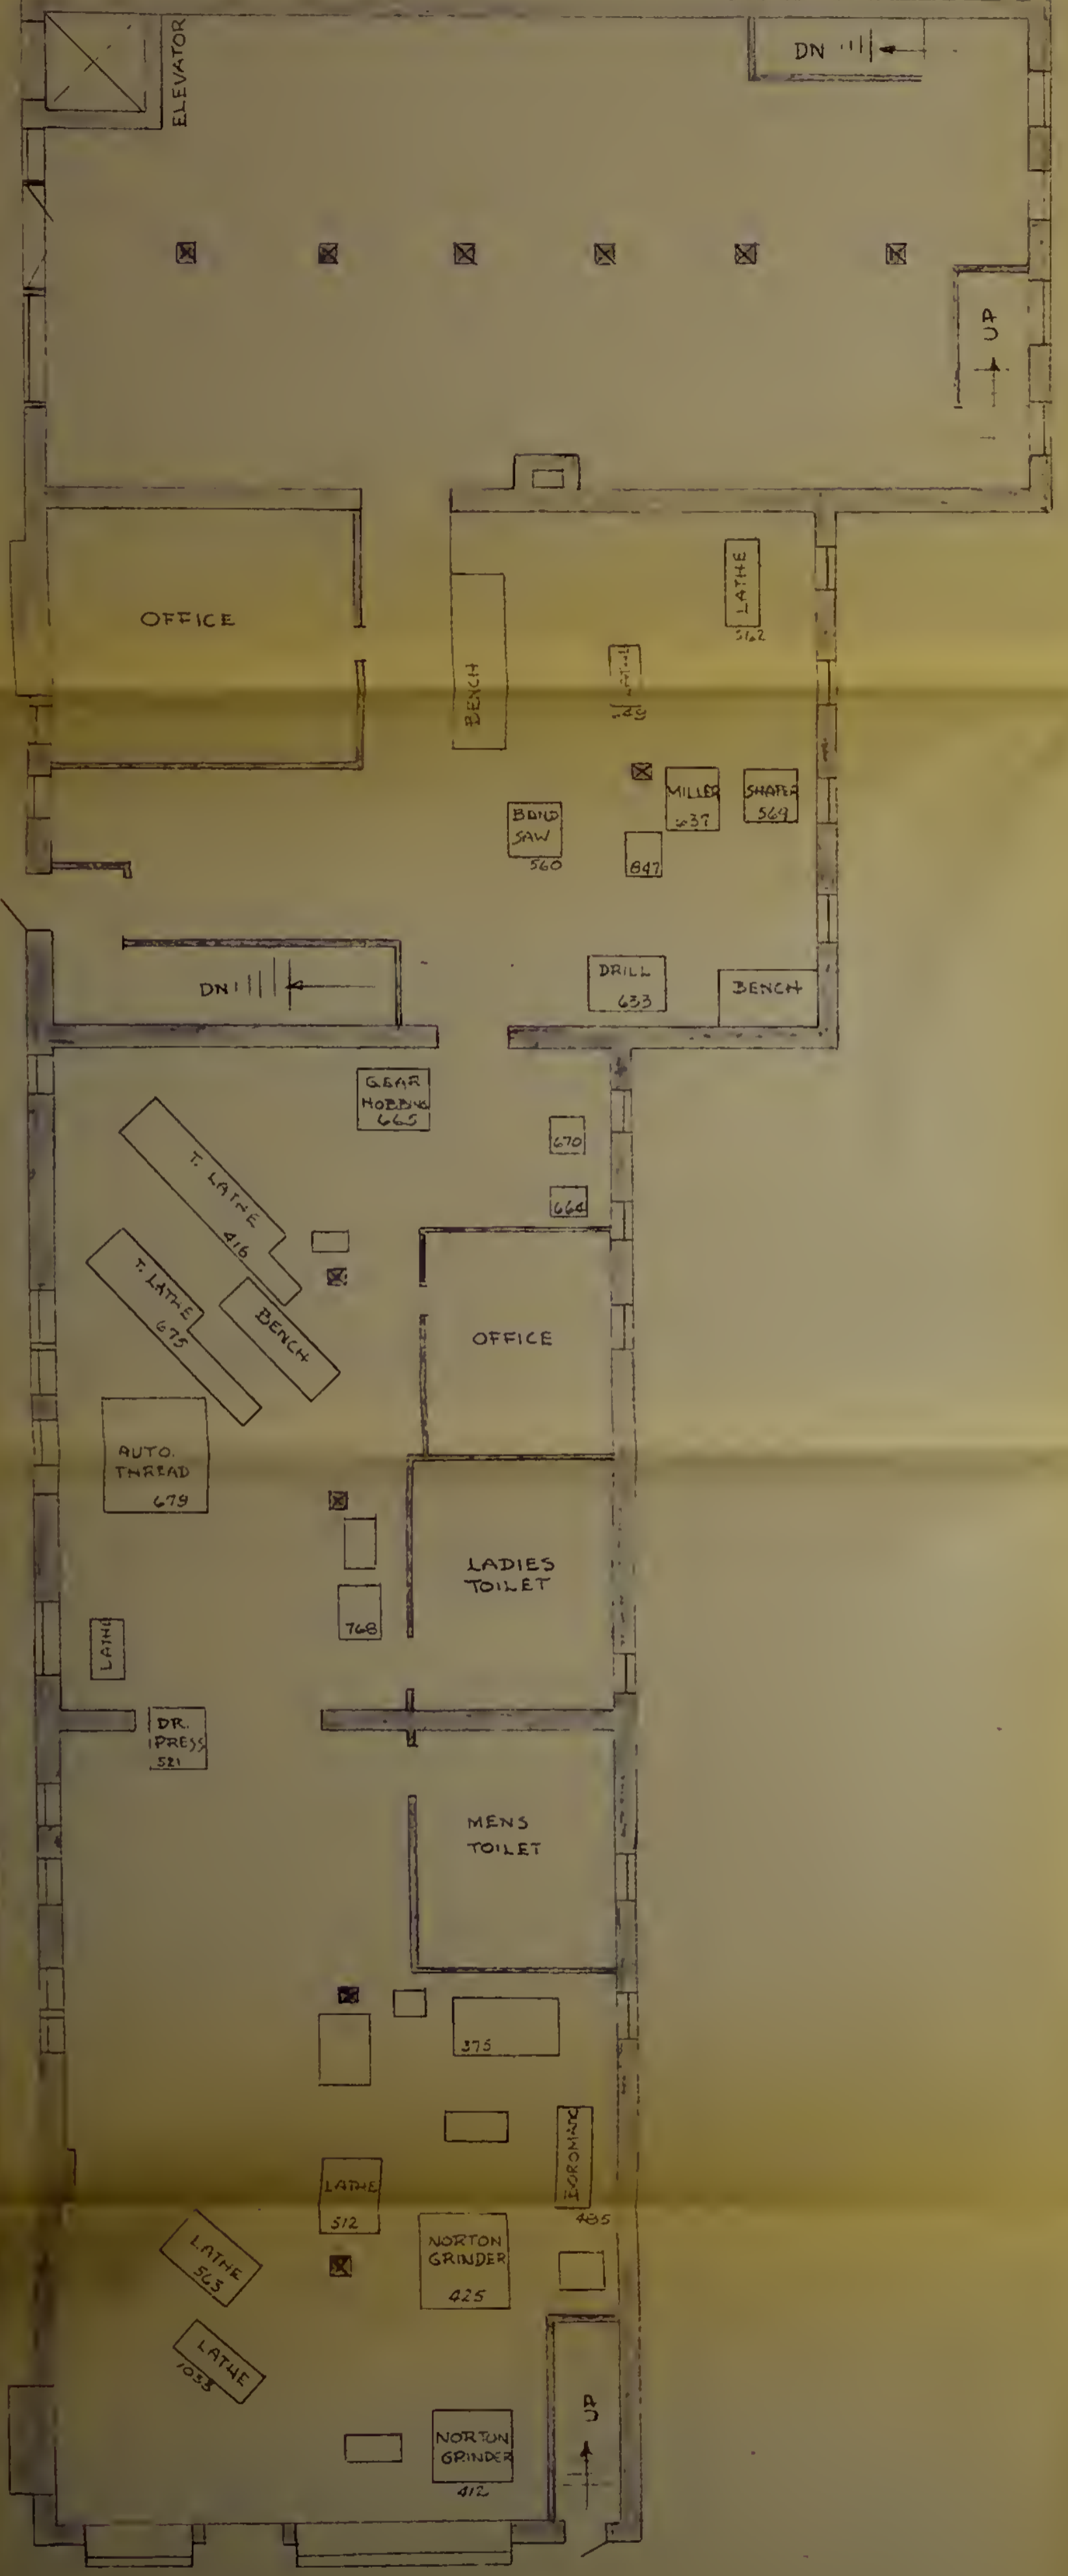 ELEVATOR
DN
UP
OFFICE
BENCH
LATHE
MILLER
637
SHAPER
569
BAND
SAW
560
847
DN
DRILL
633
BENCH
GEAR
HOBBING
665
670
664
T. LATHE
416
T. LATHE
675
BENCH
OFFICE
AUTO.
THREAD
679
LADIES
TOILET
768
LATHE
DR.
PRESS
521
MENS
TOILET
375
BOROMATIC
485
LATHE
512
NORTON
GRINDER
425
LATHE
563
LATHE
1033
UP
NORTON
GRINDER
412